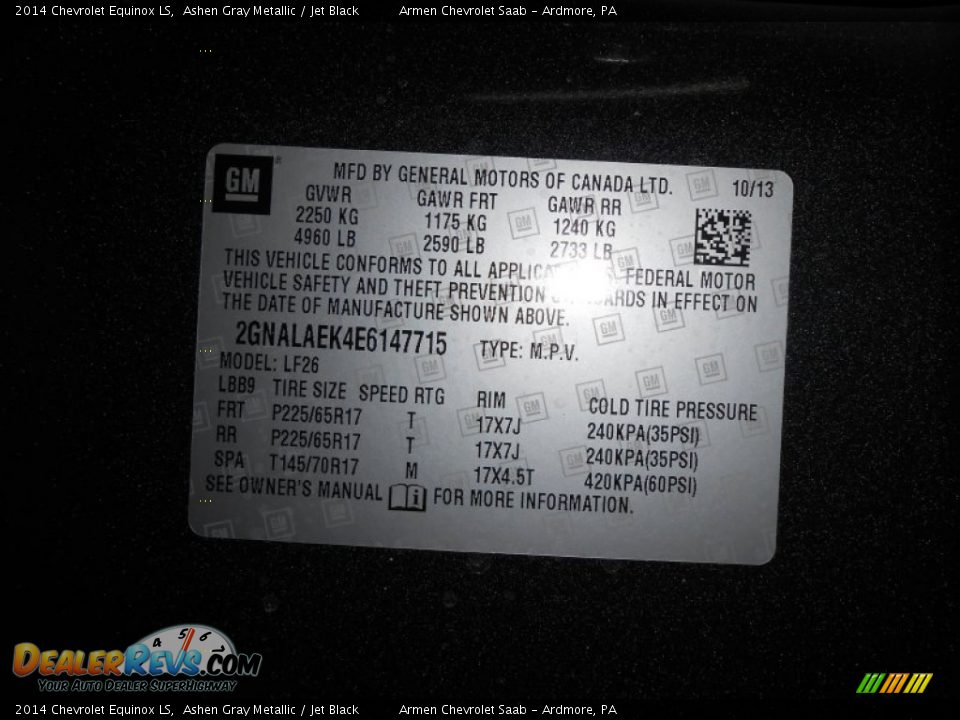 2014 Chevrolet Equinox LS, Ashen Gray Metallic / Jet Black Armen Chevrolet Saab - Ardmore, PA
GM MFD BY GENERAL MOTORS OF CANADA LTD. 10/13
GVWR GAWR FRT GAWR RR
2250 KG 1175 KG 1240 KG
4960 LB 2590 LB 2733 LB
THIS VEHICLE CONFORMS TO ALL FEDERAL MOTOR
VEHICLE SAFETY AND THEFT PREVENTION IN EFFECT ON
THE DATE OF MANUFACTURE SHOWN ABOVE.
2GNALAEK4E6147715 TYPE: M.P.V.
MODEL: LF26
LBB9 TIRE SIZE SPEED RTG RIM COLD TIRE PRESSURE
FRT P225/65R17 T 17X7J 240KPA(35PSI)
RR P225/65R17 T 17X7J 240KPA(35PSI)
SPA T145/70R17 M 17X4.5T 420KPA(60PSI)
SEE OWNER'S MANUAL FOR MORE INFORMATION.
4 5 6 7
DEALERREVS.COM
YOUR AUTO DEALER SUPERHIGHWAY
2014 Chevrolet Equinox LS, Ashen Gray Metallic / Jet Black Armen Chevrolet Saab - Ardmore, PA